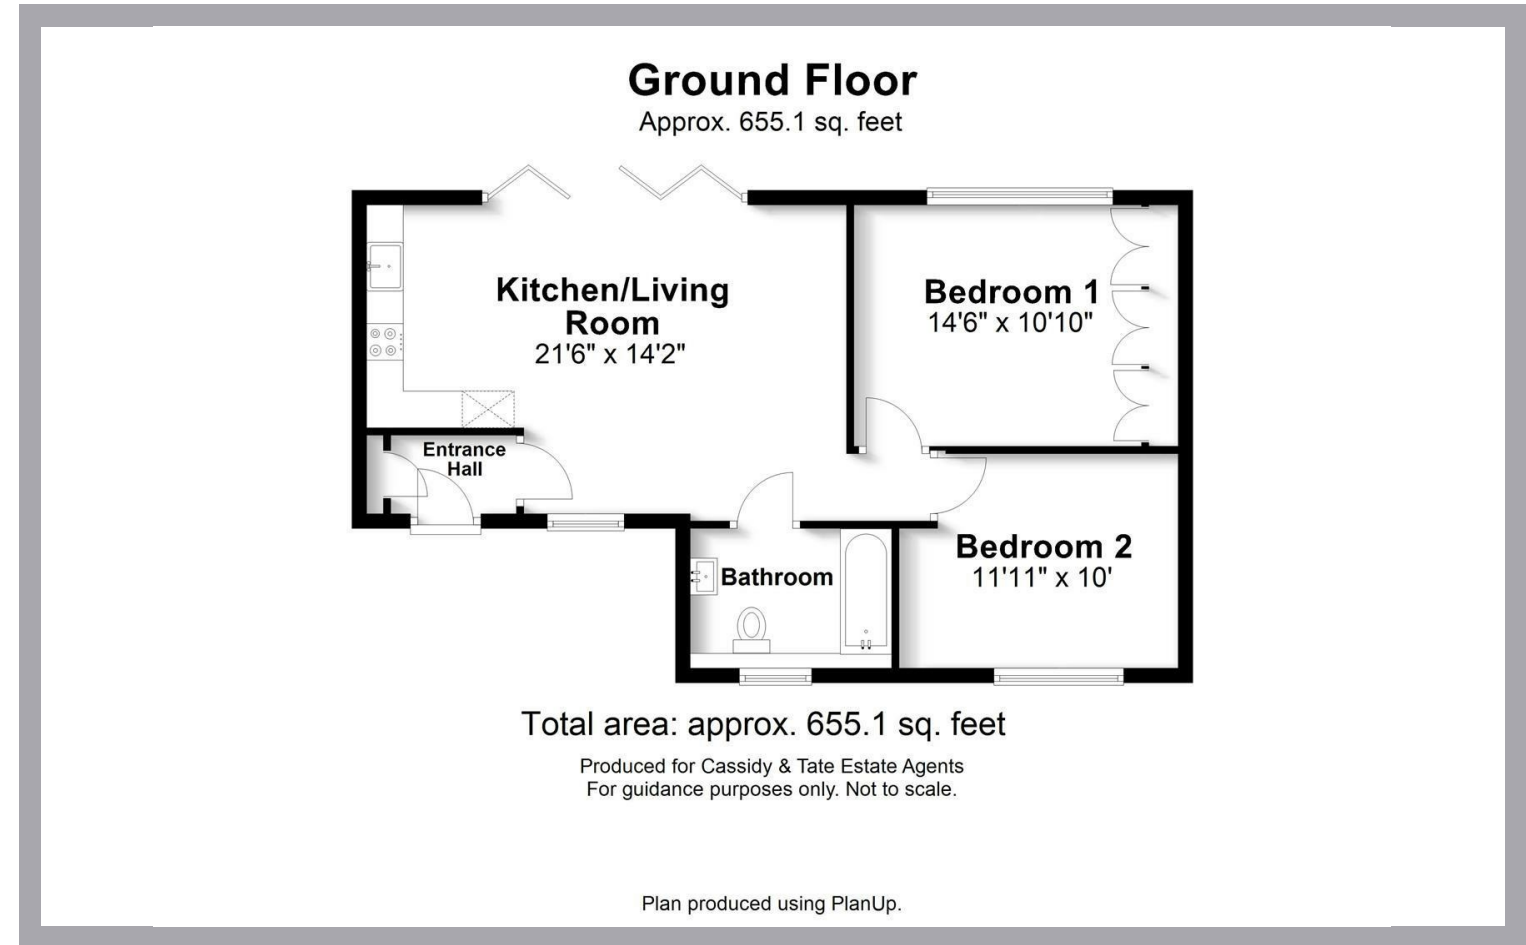 Ground Floor
Approx. 655.1 sq. feet
Kitchen/Living
Room
21'6" x 14'2"
Bedroom 1
14'6" x 10'10"
Entrance
Hall
Bathroom
Bedroom 2
11'11" x 10'
Total area: approx. 655.1 sq. feet
Produced for Cassidy & Tate Estate Agents
For guidance purposes only. Not to scale.
Plan produced using PlanUp.